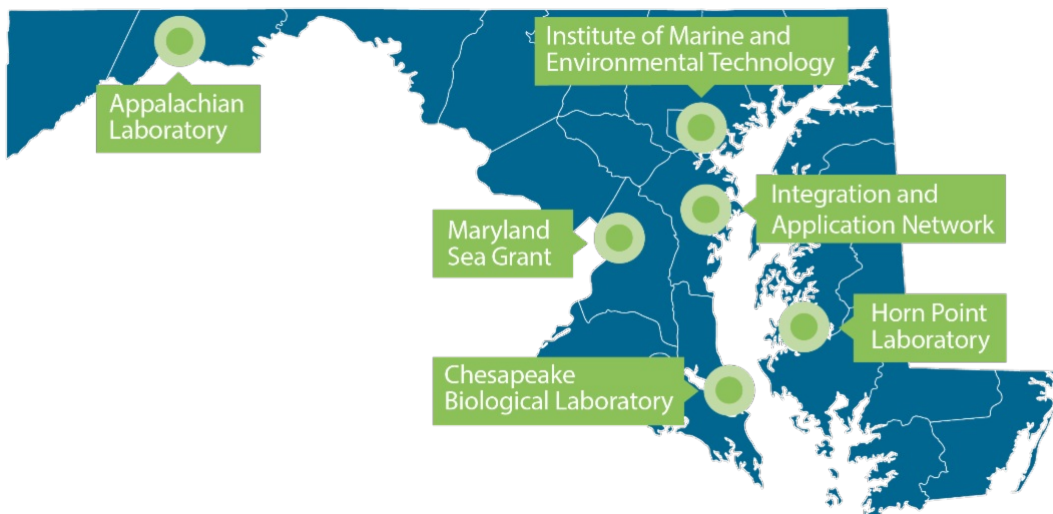 Institute of Marine and
Environmental Technology
Appalachian
Laboratory
Integration and
Application Network
Maryland
Sea Grant
Horn Point
Laboratory
Chesapeake
Biological Laboratory